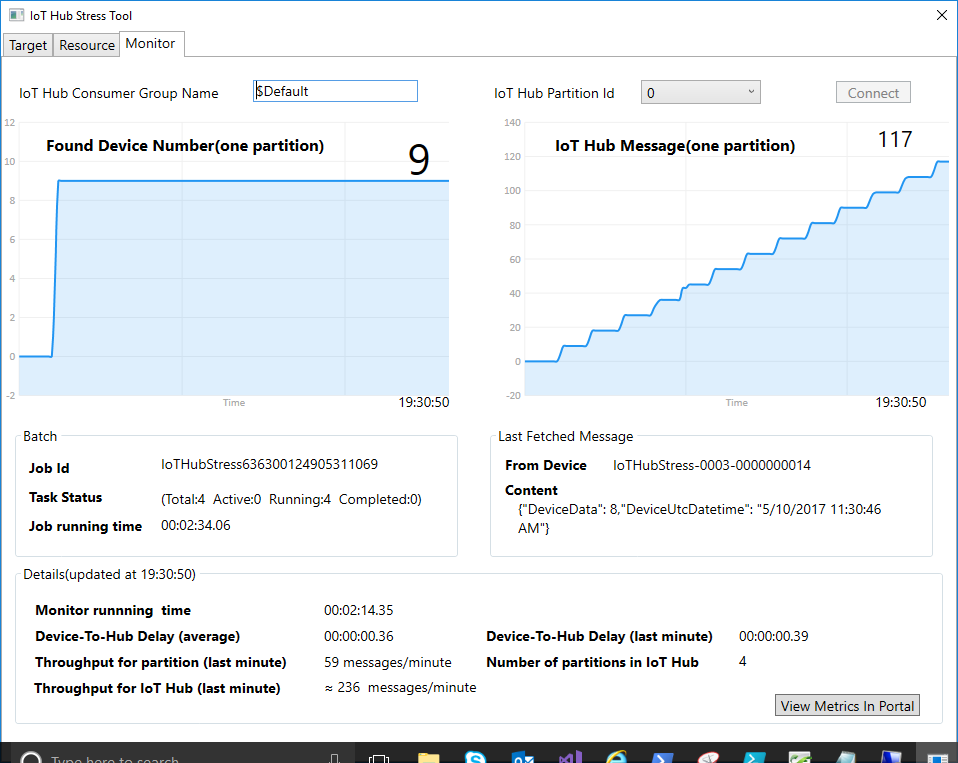 IoT Hub Stress Tool
Target Resource Monitor
IoT Hub Consumer Group Name $Default IoT Hub Partition Id 0 Connect
Found Device Number(one partition) 9
12
10
8
6
4
2
0
-2
Time 19:30:50
IoT Hub Message(one partition) 117
140
120
100
80
60
40
20
0
-20
Time 19:30:50
Batch
Job Id IoTHubStress636300124905311069
Task Status (Total:4 Active:0 Running:4 Completed:0)
Job running time 00:02:34.06
Last Fetched Message
From Device IoTHubStress-0003-0000000014
Content
{"DeviceData": 8,"DeviceUtcDatetime": "5/10/2017 11:30:46
AM"}
Details(updated at 19:30:50)
Monitor runnning time 00:02:14.35
Device-To-Hub Delay (average) 00:00:00.36 Device-To-Hub Delay (last minute) 00:00:00.39
Throughput for partition (last minute) 59 messages/minute Number of partitions in IoT Hub 4
Throughput for IoT Hub (last minute) ≈ 236 messages/minute
View Metrics In Portal
Type here to search